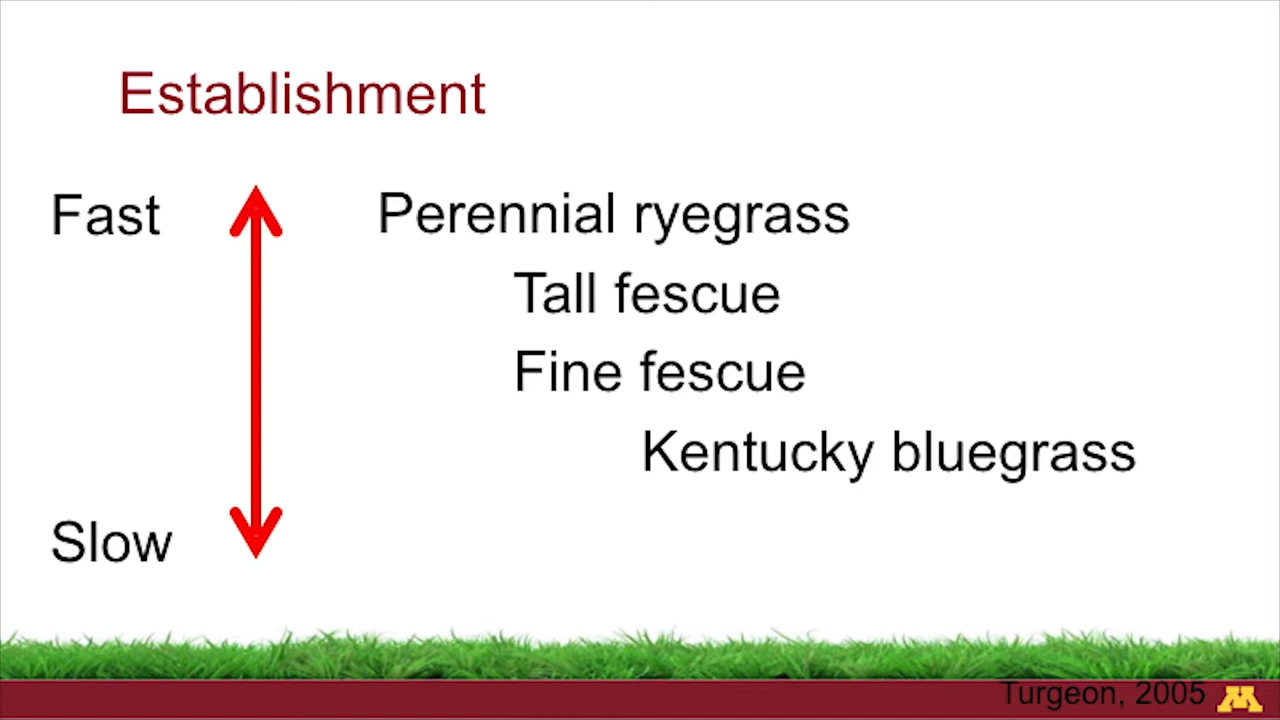 Establishment
Fast
Perennial ryegrass
Tall fescue
Fine fescue
Kentucky bluegrass
Slow
Turgeon, 2005
M